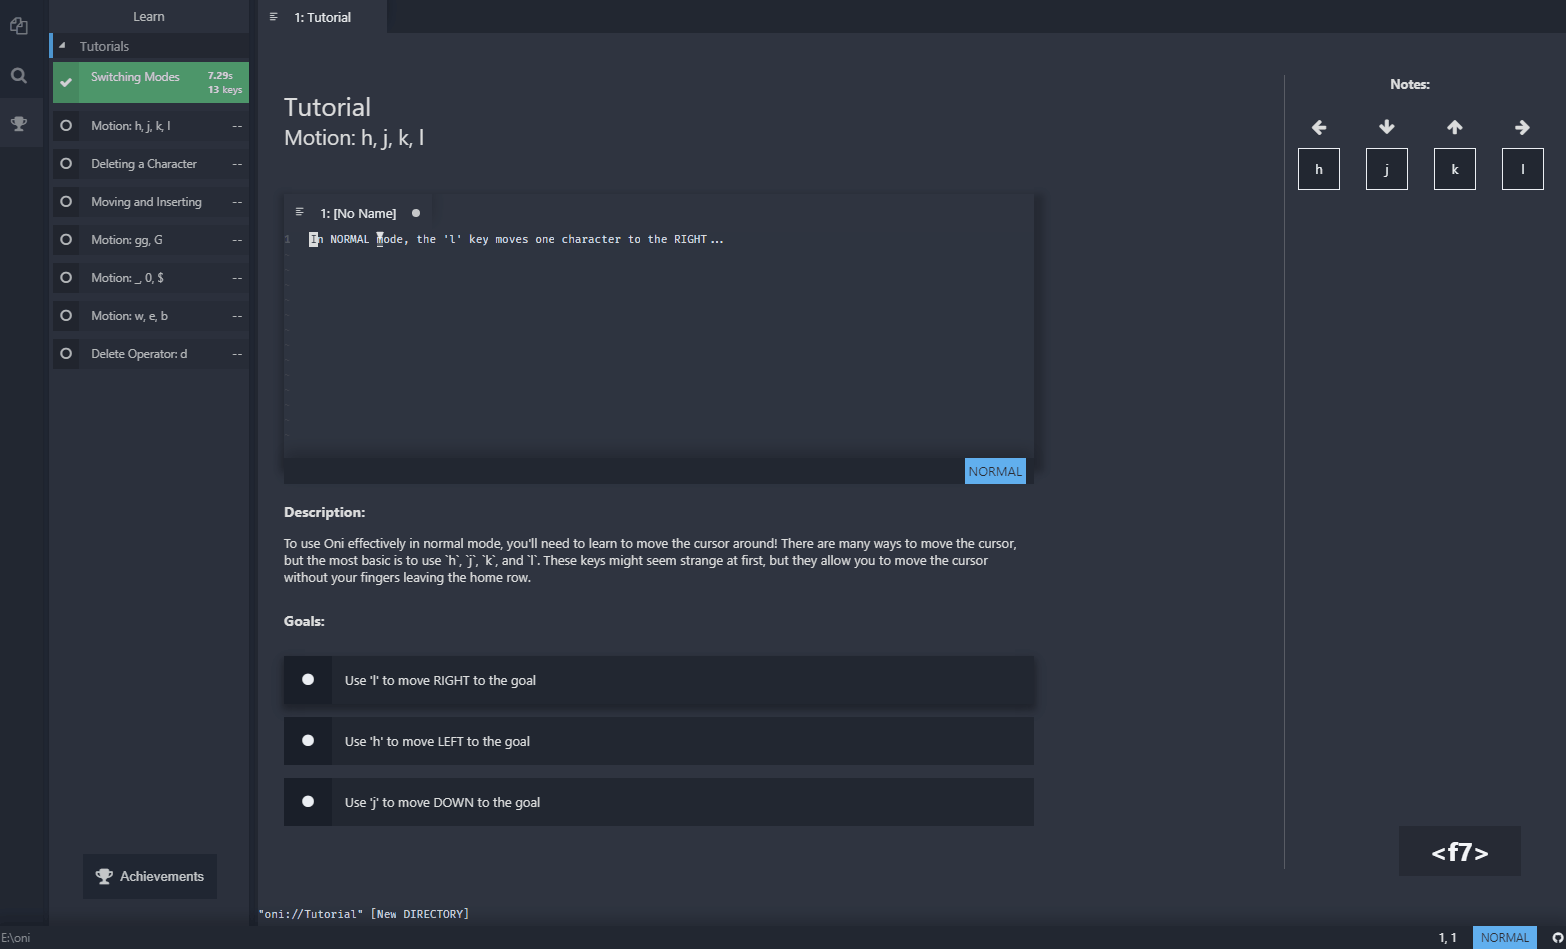 Learn
Tutorials
Switching Modes
7.29s
13 keys
Motion: h, j, k, l --
Deleting a Character --
Moving and Inserting --
Motion: gg, G --
Motion: _, 0, $ --
Motion: w, e, b --
Delete Operator: d --
Achievements
1: Tutorial
Tutorial
Motion: h, j, k, l
1: [No Name]
1 In NORMAL mode, the 'l' key moves one character to the RIGHT...
NORMAL
Description:
To use Oni effectively in normal mode, you'll need to learn to move the cursor around! There are many ways to move the cursor,
but the most basic is to use `h`, `j`, `k`, and `l`. These keys might seem strange at first, but they allow you to move the cursor
without your fingers leaving the home row.
Goals:
Use 'l' to move RIGHT to the goal
Use 'h' to move LEFT to the goal
Use 'j' to move DOWN to the goal
Notes:
h j k l
<f7>
"oni://Tutorial" [New DIRECTORY]
E:\oni
1, 1 NORMAL